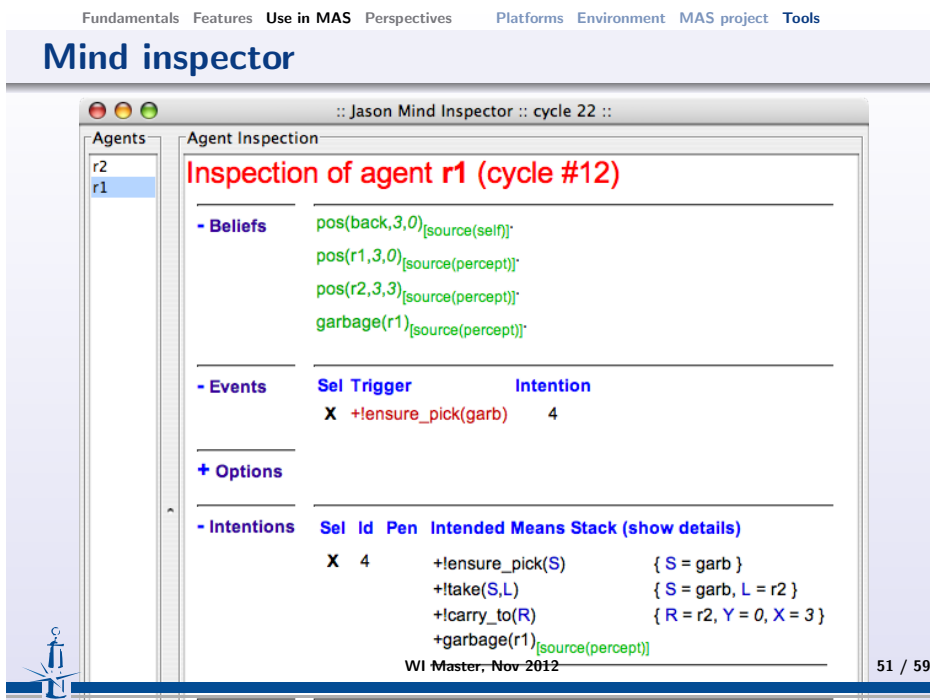 Fundamentals Features Use in MAS Perspectives Platforms Environment MAS project Tools
Mind inspector
:: Jason Mind Inspector :: cycle 22 ::
Agents
r2
r1
Agent Inspection
Inspection of agent r1 (cycle #12)
- Beliefs
pos(back,3,0)[source(self)].
pos(r1,3,0)[source(percept)].
pos(r2,3,3)[source(percept)].
garbage(r1)[source(percept)].
- Events Sel Trigger Intention
X +!ensure_pick(garb) 4
+ Options
- Intentions Sel Id Pen Intended Means Stack (show details)
X 4 +!ensure_pick(S) { S = garb }
+!take(S,L) { S = garb, L = r2 }
+!carry_to(R) { R = r2, Y = 0, X = 3 }
+garbage(r1)[source(percept)]
WI Master, Nov 2012 51 / 59